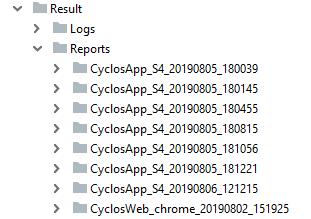 Result
Logs
Reports
CyclosApp_S4_20190805_180039
CyclosApp_S4_20190805_180145
CyclosApp_S4_20190805_180455
CyclosApp_S4_20190805_180815
CyclosApp_S4_20190805_181056
CyclosApp_S4_20190805_181221
CyclosApp_S4_20190806_121215
CyclosWeb_chrome_20190802_151925